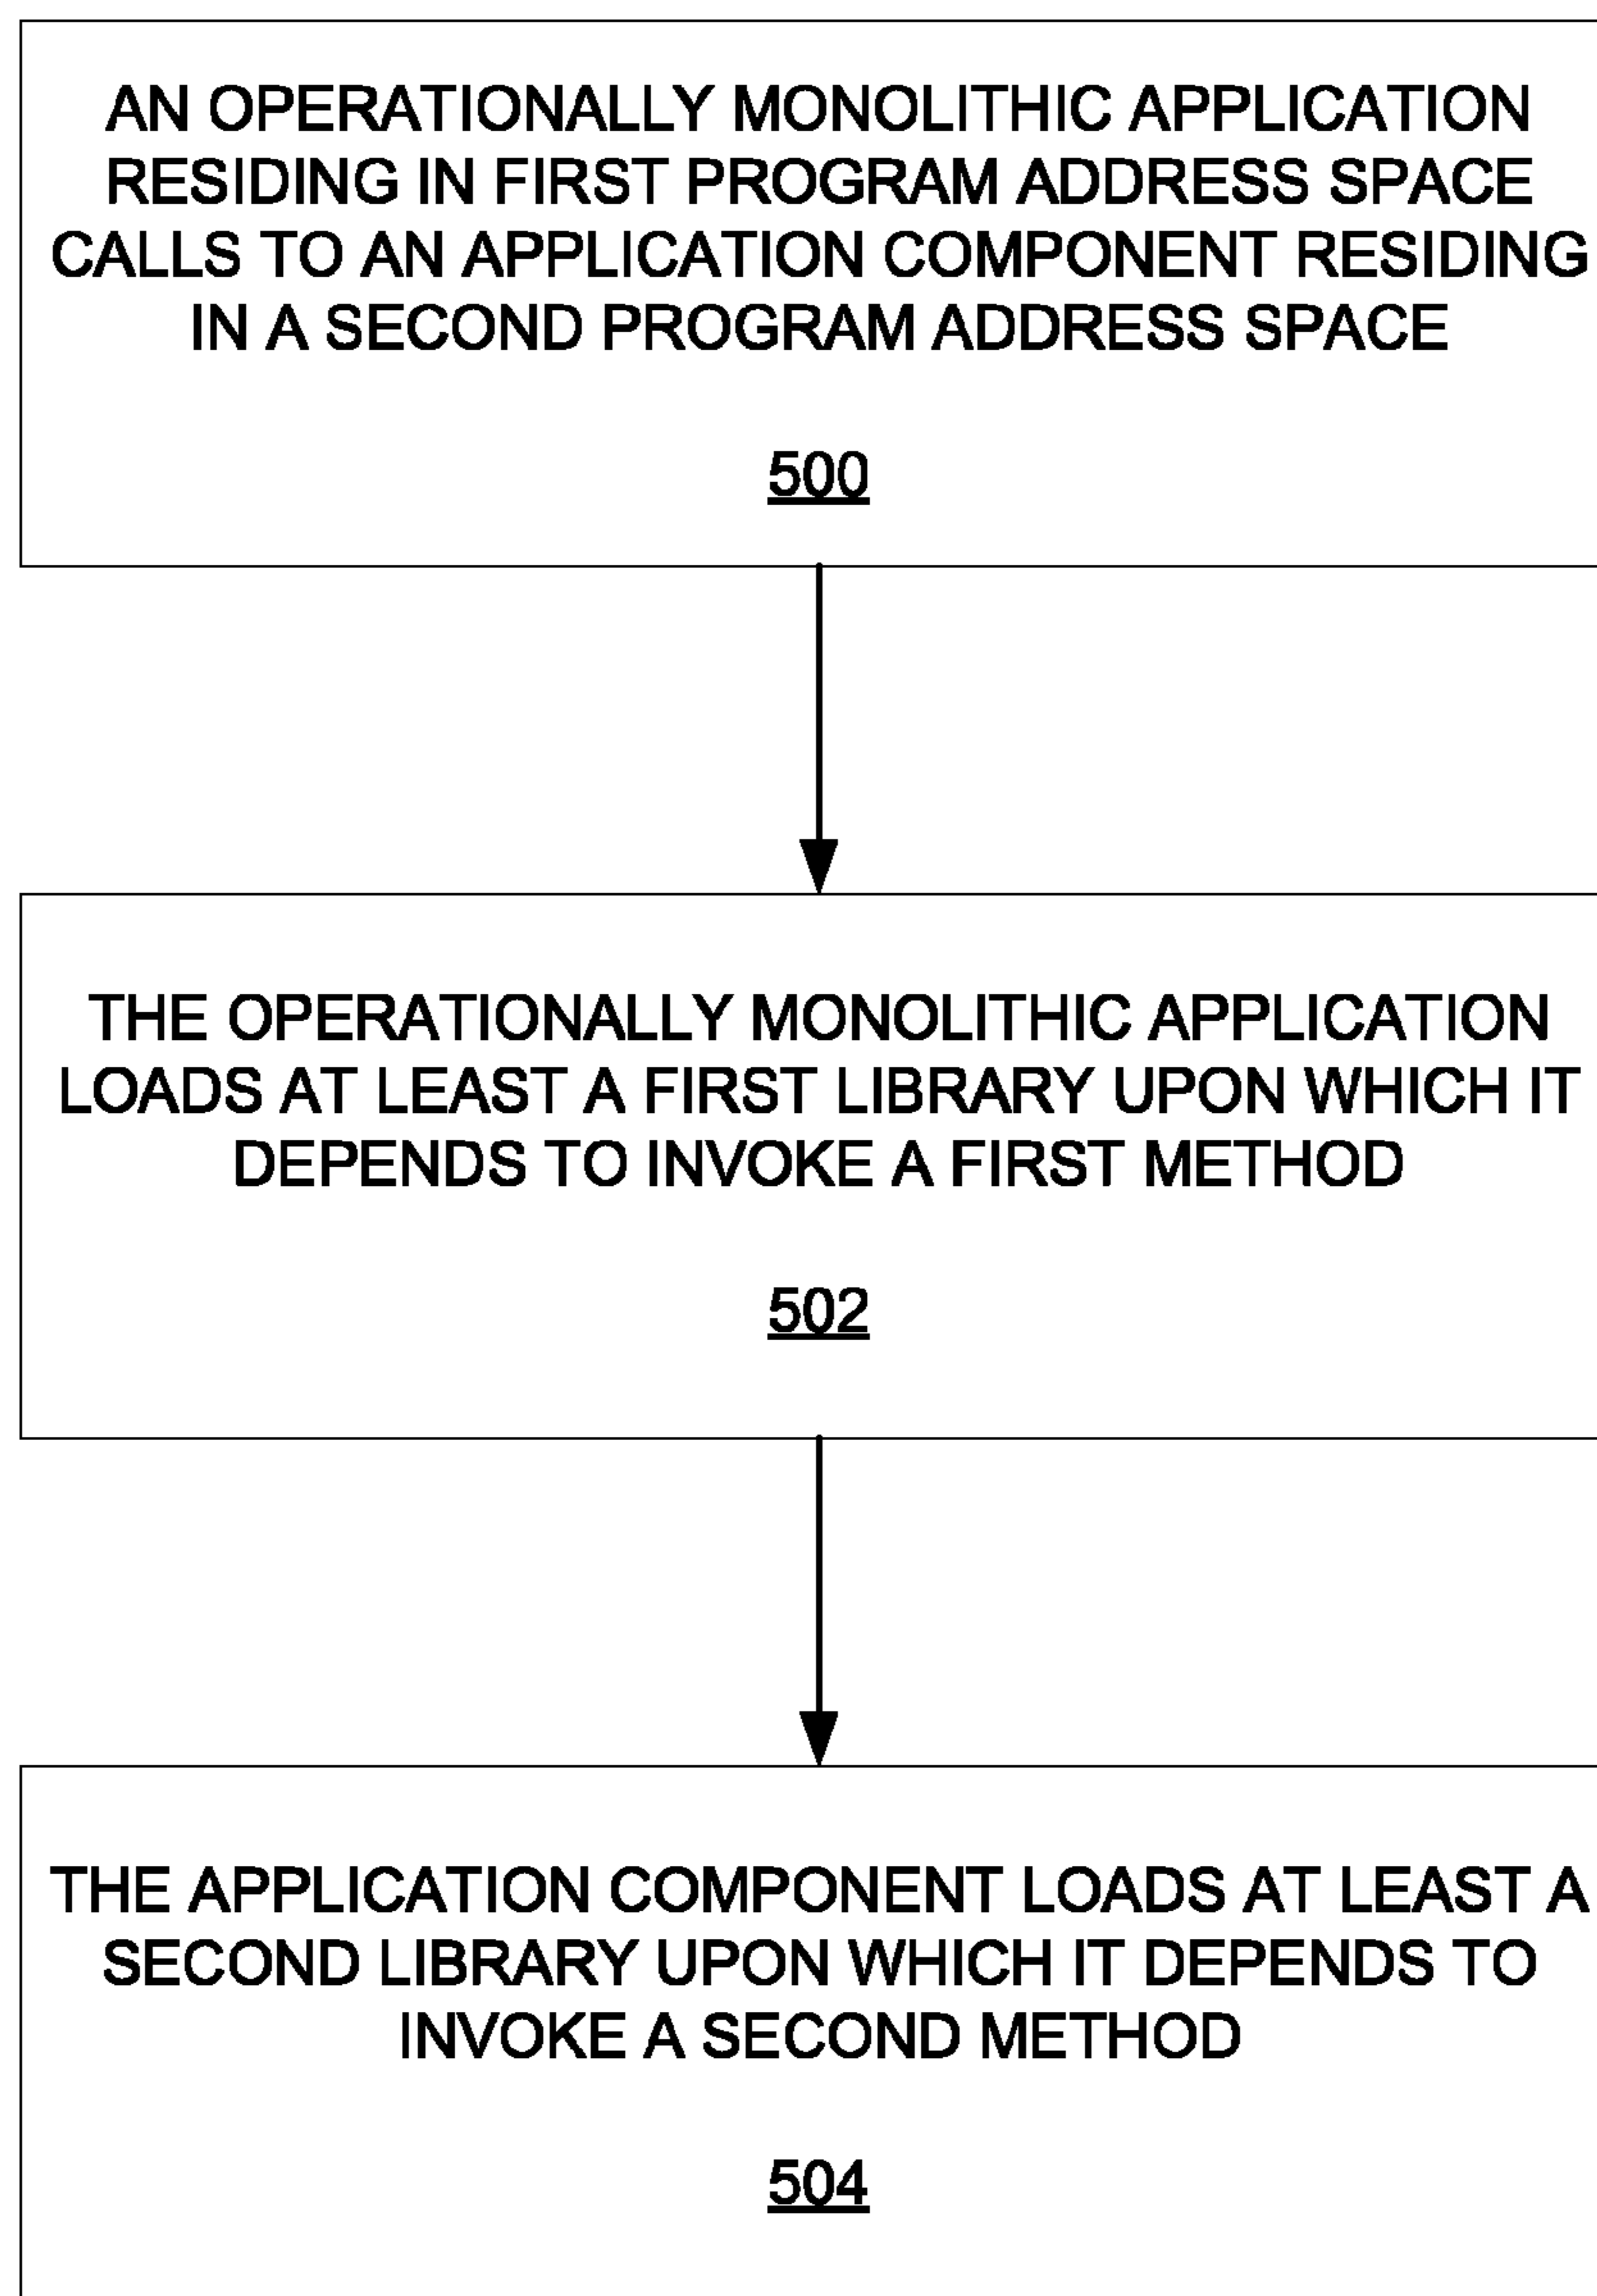 AN OPERATIONALLY MONOLITHIC APPLICATION
RESIDING IN FIRST PROGRAM ADDRESS SPACE
CALLS TO AN APPLICATION COMPONENT RESIDING
IN A SECOND PROGRAM ADDRESS SPACE
500
THE OPERATIONALLY MONOLITHIC APPLICATION
LOADS AT LEAST A FIRST LIBRARY UPON WHICH IT
DEPENDS TO INVOKE A FIRST METHOD
502
THE APPLICATION COMPONENT LOADS AT LEAST A
SECOND LIBRARY UPON WHICH IT DEPENDS TO
INVOKE A SECOND METHOD
504